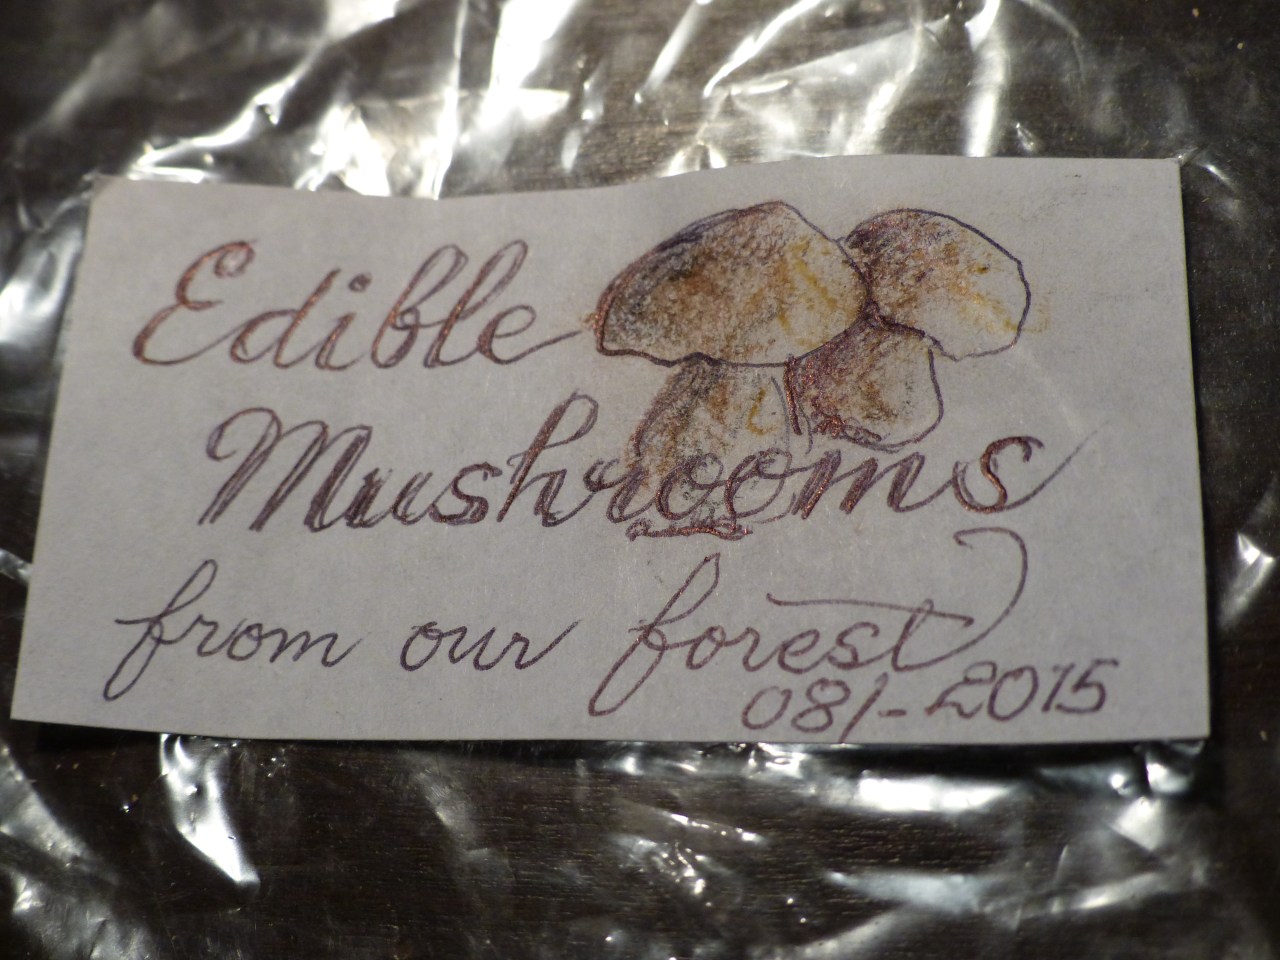 Edible
Mushrooms
from our forest
08/-2015